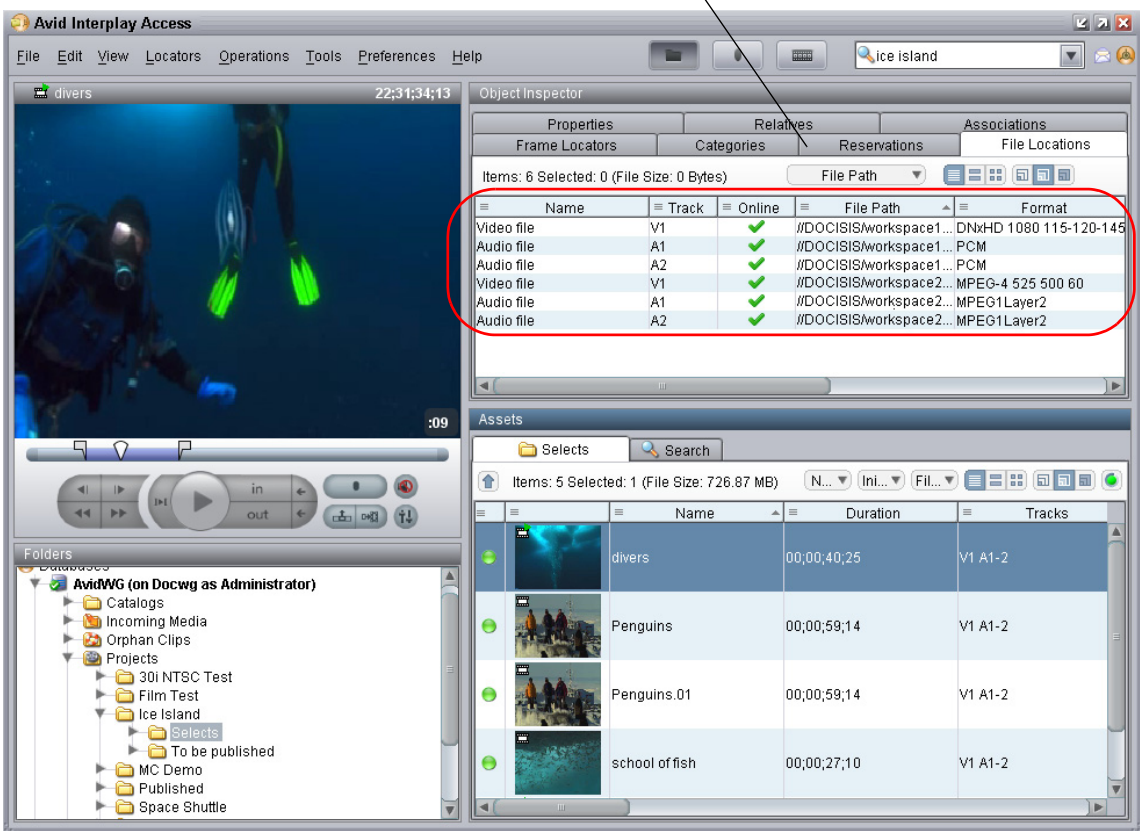 Avid Interplay Access
File Edit View Locators Operations Tools Preferences Help
ice island
divers 22;31;34;13
:09
in
out
Object Inspector
Properties Relatives Associations
Frame Locators Categories Reservations File Locations
Items: 6 Selected: 0 (File Size: 0 Bytes) File Path
Name Track Online File Path Format
Video file V1 //DOCISIS/workspace1... DNxHD 1080 115-120-145
Audio file A1 //DOCISIS/workspace1... PCM
Audio file A2 //DOCISIS/workspace1... PCM
Video file V1 //DOCISIS/workspace2... MPEG-4 525 500 60
Audio file A1 //DOCISIS/workspace2... MPEG1Layer2
Audio file A2 //DOCISIS/workspace2... MPEG1Layer2
Assets
Selects Search
Items: 5 Selected: 1 (File Size: 726.87 MB) N... Ini... Fil...
Name Duration Tracks
divers 00;00;40;25 V1 A1-2
Penguins 00;00;59;14 V1 A1-2
Penguins.01 00;00;59;14 V1 A1-2
school of fish 00;00;27;10 V1 A1-2
Folders
Databases
AvidWG (on Docwg as Administrator)
Catalogs
Incoming Media
Orphan Clips
Projects
30i NTSC Test
Film Test
Ice Island
Selects
To be published
MC Demo
Published
Space Shuttle